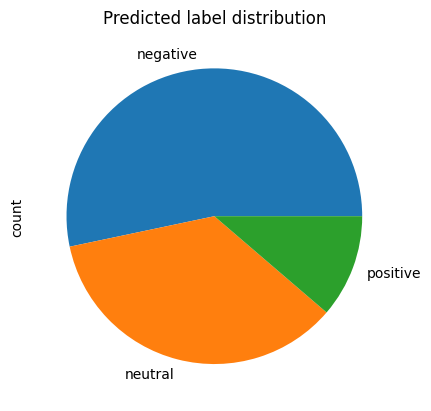 Predicted label distribution
negative
count
positive
neutral